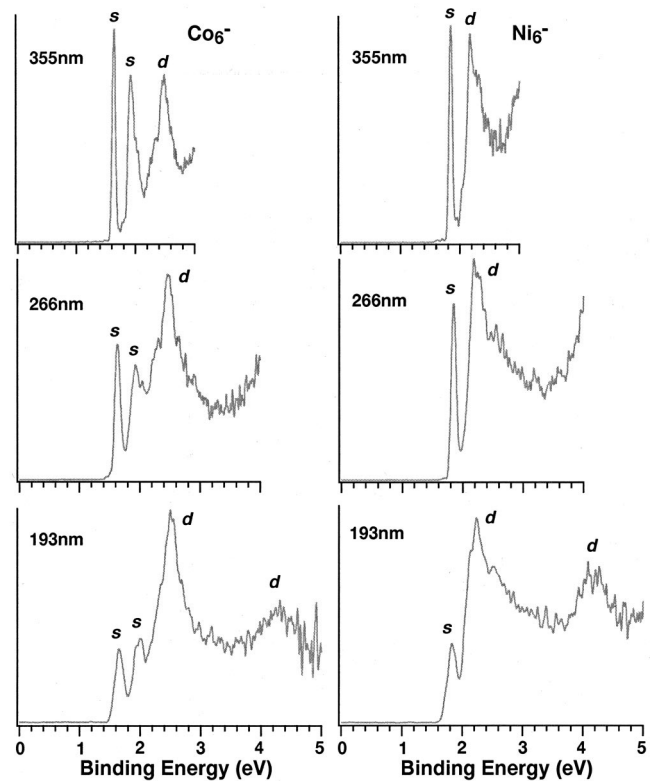 Co6-
355nm
s
s
d
Ni6-
355nm
s
d
266nm
s
s
d
266nm
s
d
193nm
s
s
d
d
0 1 2 3 4 5
Binding Energy (eV)
193nm
s
d
d
0 1 2 3 4 5
Binding Energy (eV)